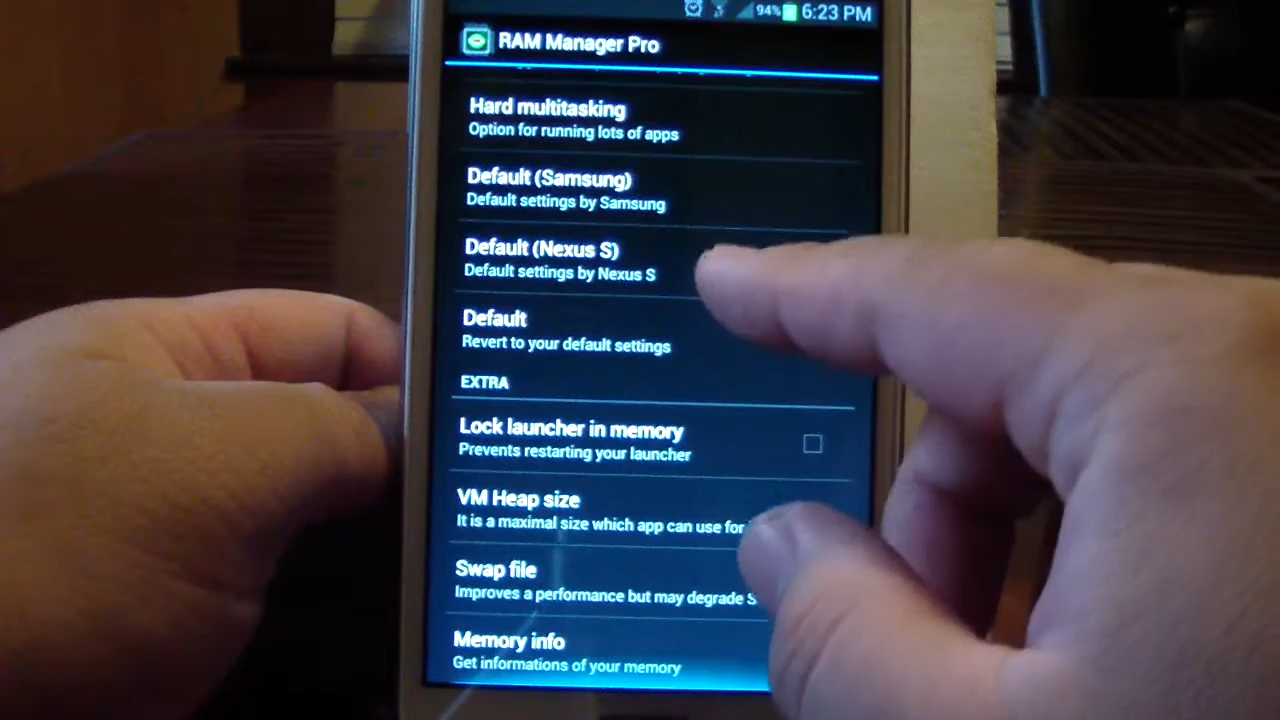 94% 6:23 PM
RAM Manager Pro
Hard multitasking
Option for running lots of apps
Default (Samsung)
Default settings by Samsung
Default (Nexus S)
Default settings by Nexus S
Default
Revert to your default settings
EXTRA
Lock launcher in memory
Prevents restarting your launcher
VM Heap size
It is a maximal size which app can use for
Swap file
Improves a performance but may degrade S
Memory info
Get informations of your memory